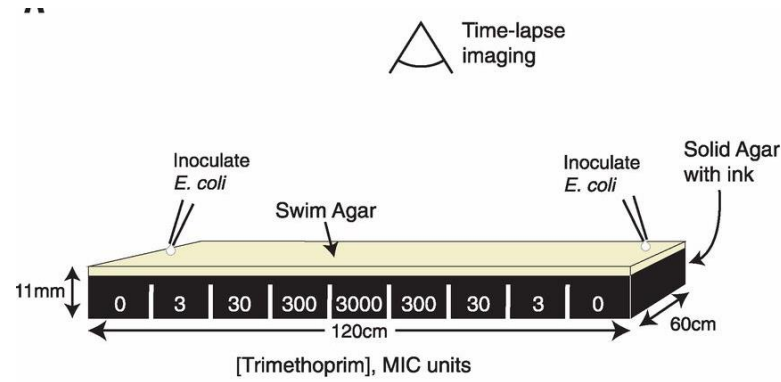 Time-lapse
imaging
Inoculate
E. coli
Inoculate
E. coli
Solid Agar
with ink
Swim Agar
11mm
0 3 30 300 3000 300 30 3 0
120cm
60cm
[Trimethoprim], MIC units